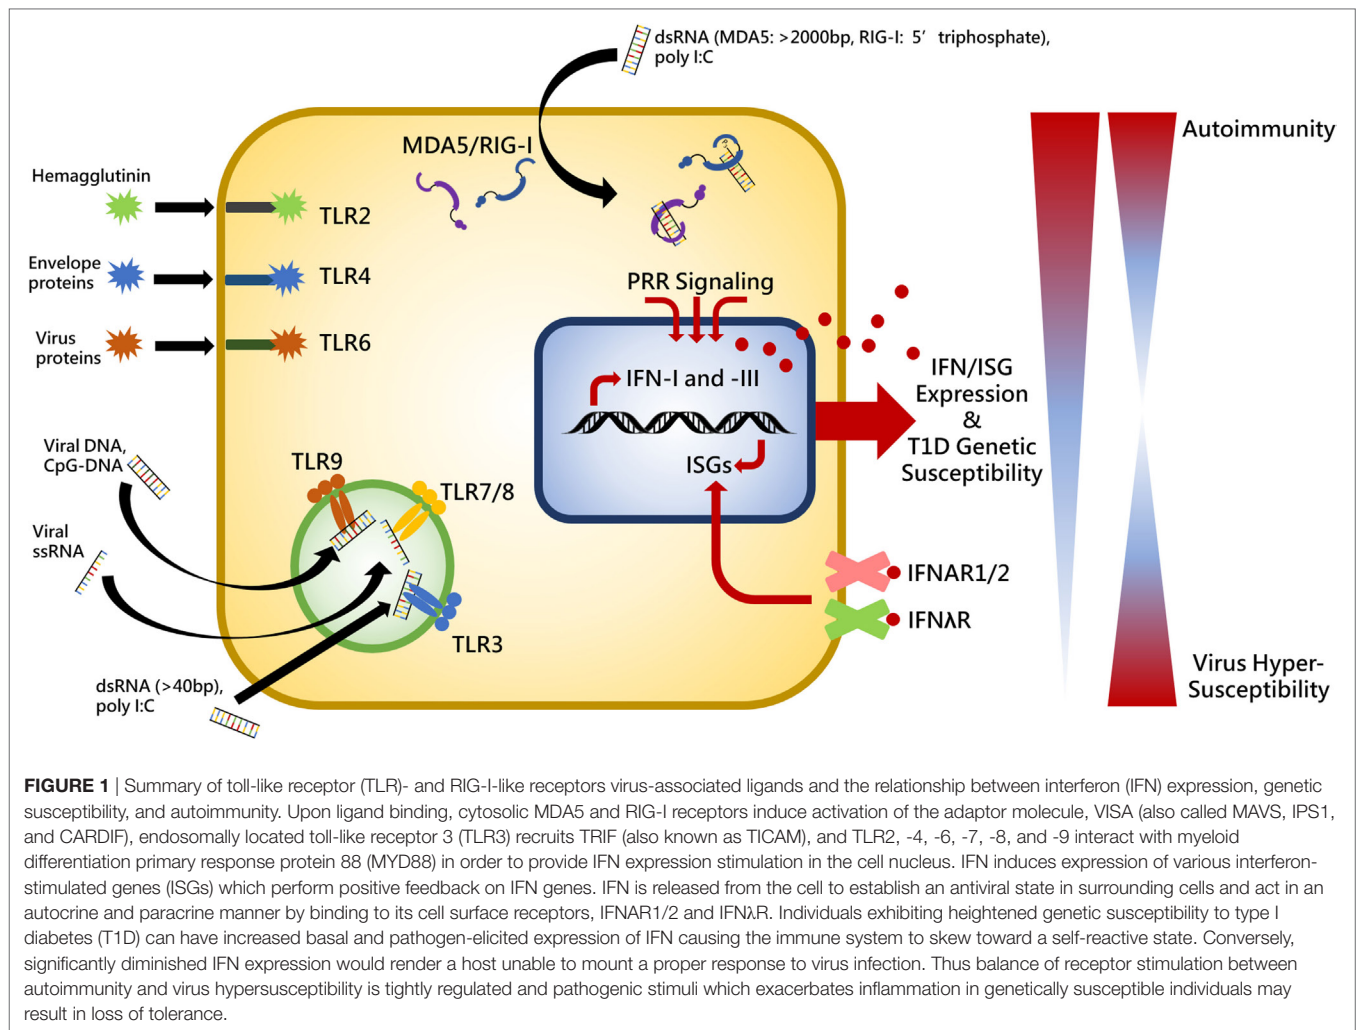 dsRNA (MDA5: >2000bp, RIG-I: 5’ triphosphate),
poly I:C
MDA5/RIG-I
Autoimmunity
Hemagglutinin
TLR2
Envelope
proteins
TLR4
PRR Signaling
Virus
proteins
TLR6
IFN-I and -III
IFN/ISG
Expression
&
T1D Genetic
Susceptibility
ISGs
Viral DNA,
CpG-DNA
TLR9
TLR7/8
Viral
ssRNA
IFNAR1/2
IFNλR
TLR3
dsRNA (>40bp),
poly I:C
Virus Hyper-
Susceptibility
FIGURE 1 | Summary of toll-like receptor (TLR)- and RIG-I-like receptors virus-associated ligands and the relationship between interferon (IFN) expression, genetic
susceptibility, and autoimmunity. Upon ligand binding, cytosolic MDA5 and RIG-I receptors induce activation of the adaptor molecule, VISA (also called MAVS, IPS1,
and CARDIF), endosomally located toll-like receptor 3 (TLR3) recruits TRIF (also known as TICAM), and TLR2, -4, -6, -7, -8, and -9 interact with myeloid
differentiation primary response protein 88 (MYD88) in order to provide IFN expression stimulation in the cell nucleus. IFN induces expression of various interferon-
stimulated genes (ISGs) which perform positive feedback on IFN genes. IFN is released from the cell to establish an antiviral state in surrounding cells and act in an
autocrine and paracrine manner by binding to its cell surface receptors, IFNAR1/2 and IFNλR. Individuals exhibiting heightened genetic susceptibility to type I
diabetes (T1D) can have increased basal and pathogen-elicited expression of IFN causing the immune system to skew toward a self-reactive state. Conversely,
significantly diminished IFN expression would render a host unable to mount a proper response to virus infection. Thus balance of receptor stimulation between
autoimmunity and virus hypersusceptibility is tightly regulated and pathogenic stimuli which exacerbates inflammation in genetically susceptible individuals may
result in loss of tolerance.